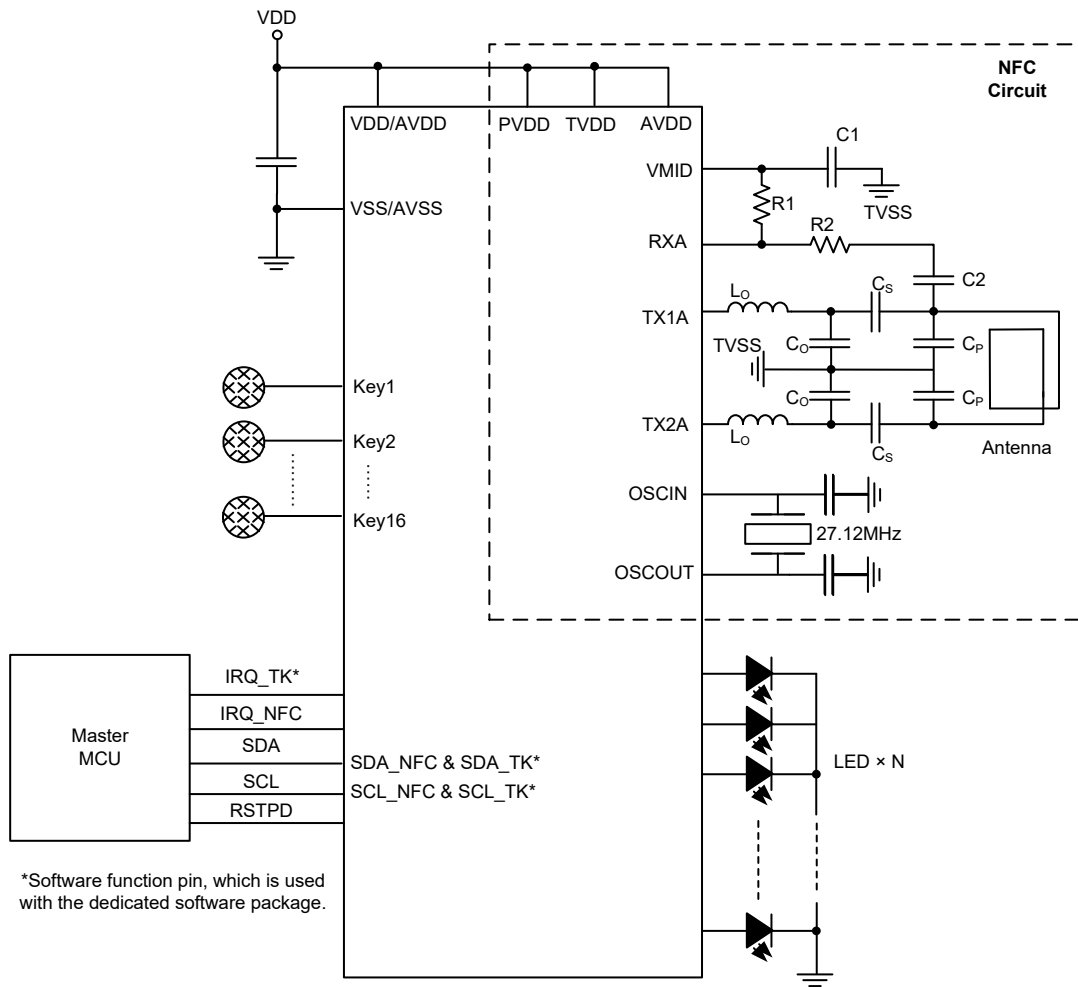 VDD
NFC
Circuit
VDD/AVDD
PVDD
TVDD
AVDD
C1
VMID
R1
TVSS
VSS/AVSS
R2
RXA
C2
LO
CS
TX1A
TVSS
CO
CP
Key1
CO
CP
Key2
TX2A
LO
CS
Antenna
OSCIN
Key16
27.12MHz
OSCOUT
IRQ_TK*
IRQ_NFC
Master
MCU
SDA
SDA_NFC & SDA_TK*
SCL
SCL_NFC & SCL_TK*
RSTPD
LED × N
*Software function pin, which is used
with the dedicated software package.